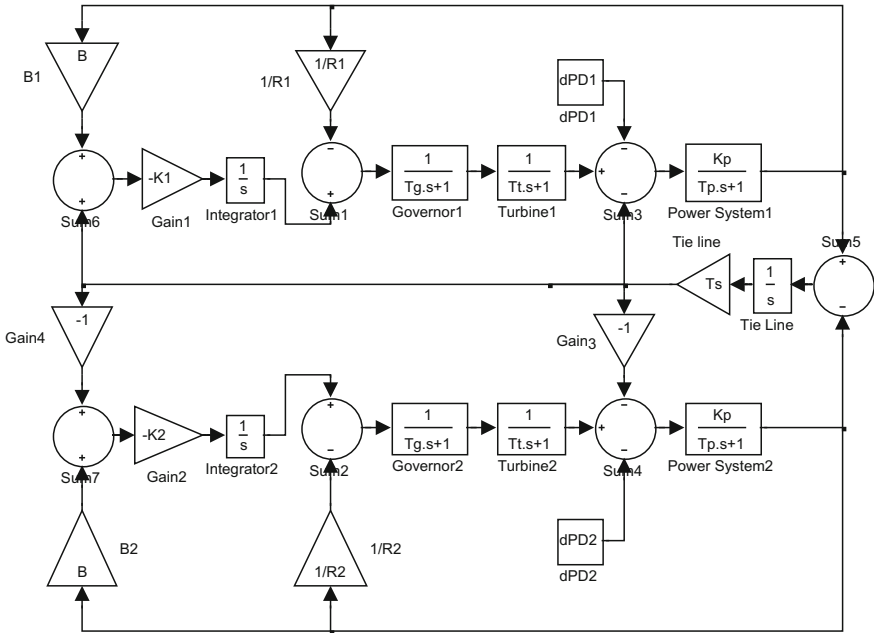 B
B1
1/R1
1/R1
dPD1
dPD1
+
+
Sum6
-K1
Gain1
1
s
Integrator1
−
+
Sum1
1
Tg.s+1
Governor1
1
Tt.s+1
Turbine1
−
+
−
Sum3
Kp
Tp.s+1
Power System1
Tie line
Ts
1
s
Tie Line
Sum5
+
−
-1
Gain4
-1
Gain3
+
+
Sum7
-K2
Gain2
1
s
Integrator2
+
−
Sum2
1
Tg.s+1
Governor2
1
Tt.s+1
Turbine2
−
+
−
Sum4
Kp
Tp.s+1
Power System2
B
B2
1/R2
1/R2
dPD2
dPD2